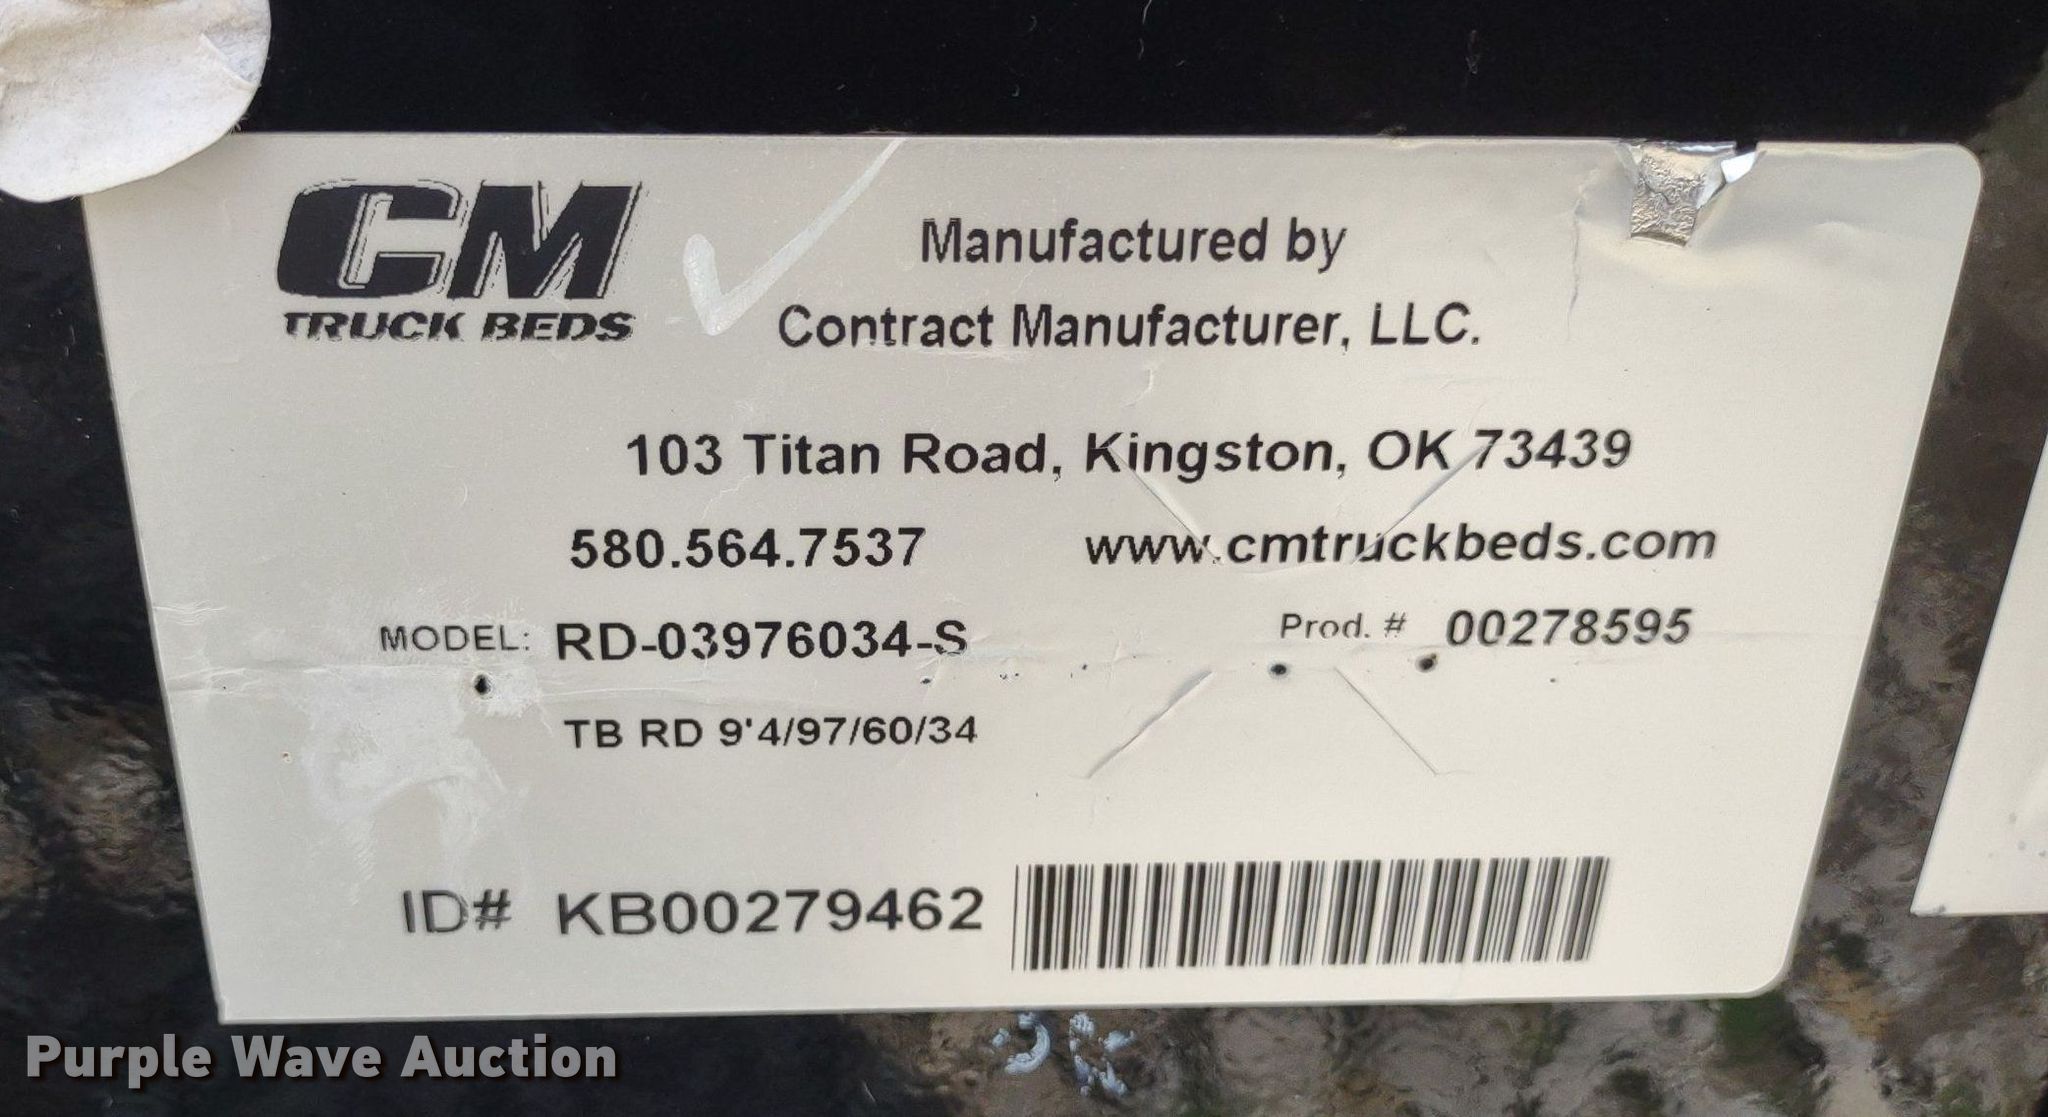 CM
TRUCK BEDS
Manufactured by
Contract Manufacturer, LLC.
103 Titan Road, Kingston, OK 73439
580.564.7537 www.cmtruckbeds.com
MODEL: RD-03976034-S Prod. # 00278595
TB RD 9'4/97/60/34
ID# KB00279462
Purple Wave Auction